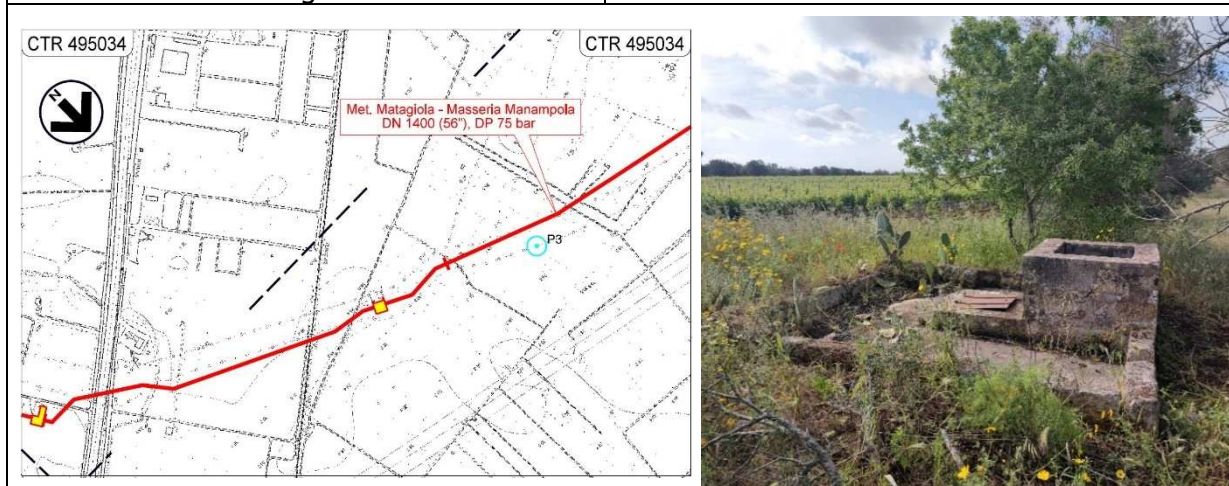 CTR 495034
CTR 495034
N
Met. Matagiola - Masseria Manampola
DN 1400 (56"), DP 75 bar
P3